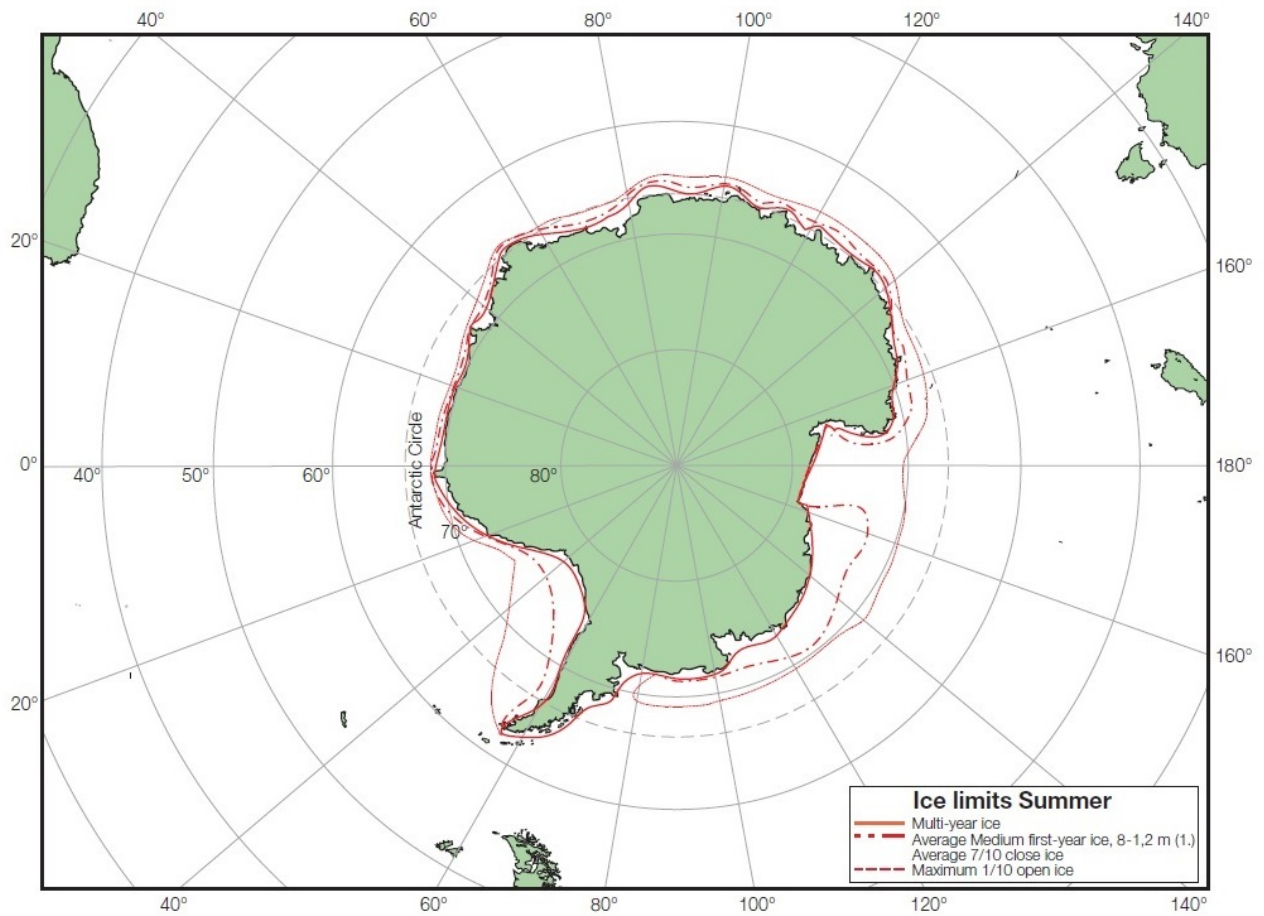 40° 60° 80° 100° 120° 140°
20°
160°
Antarctic Circle
0° 40° 50° 60° 80° 180°
70°
160°
20°
Ice limits Summer
Multi-year ice
Average Medium first-year ice, 8-1,2 m (1.)
Average 7/10 close ice
Maximum 1/10 open ice
40° 60° 80° 100° 120° 140°